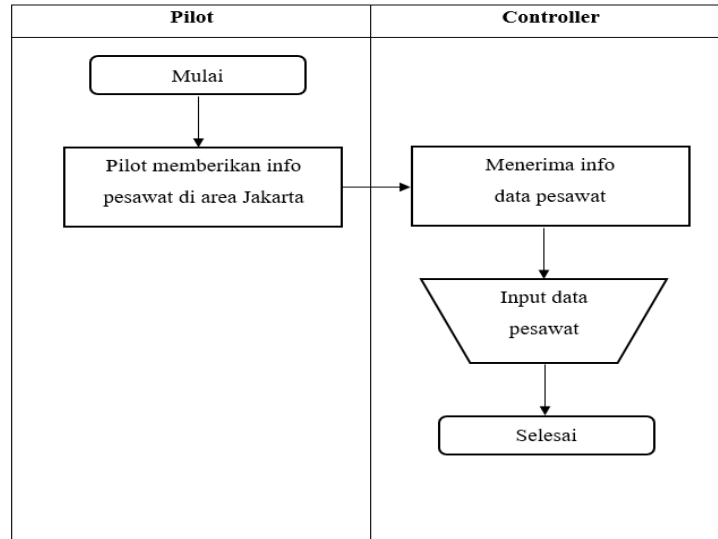 Pilot
Controller
Mulai
Pilot memberikan info
pesawat di area Jakarta
Menerima info
data pesawat
Input data
pesawat
Selesai